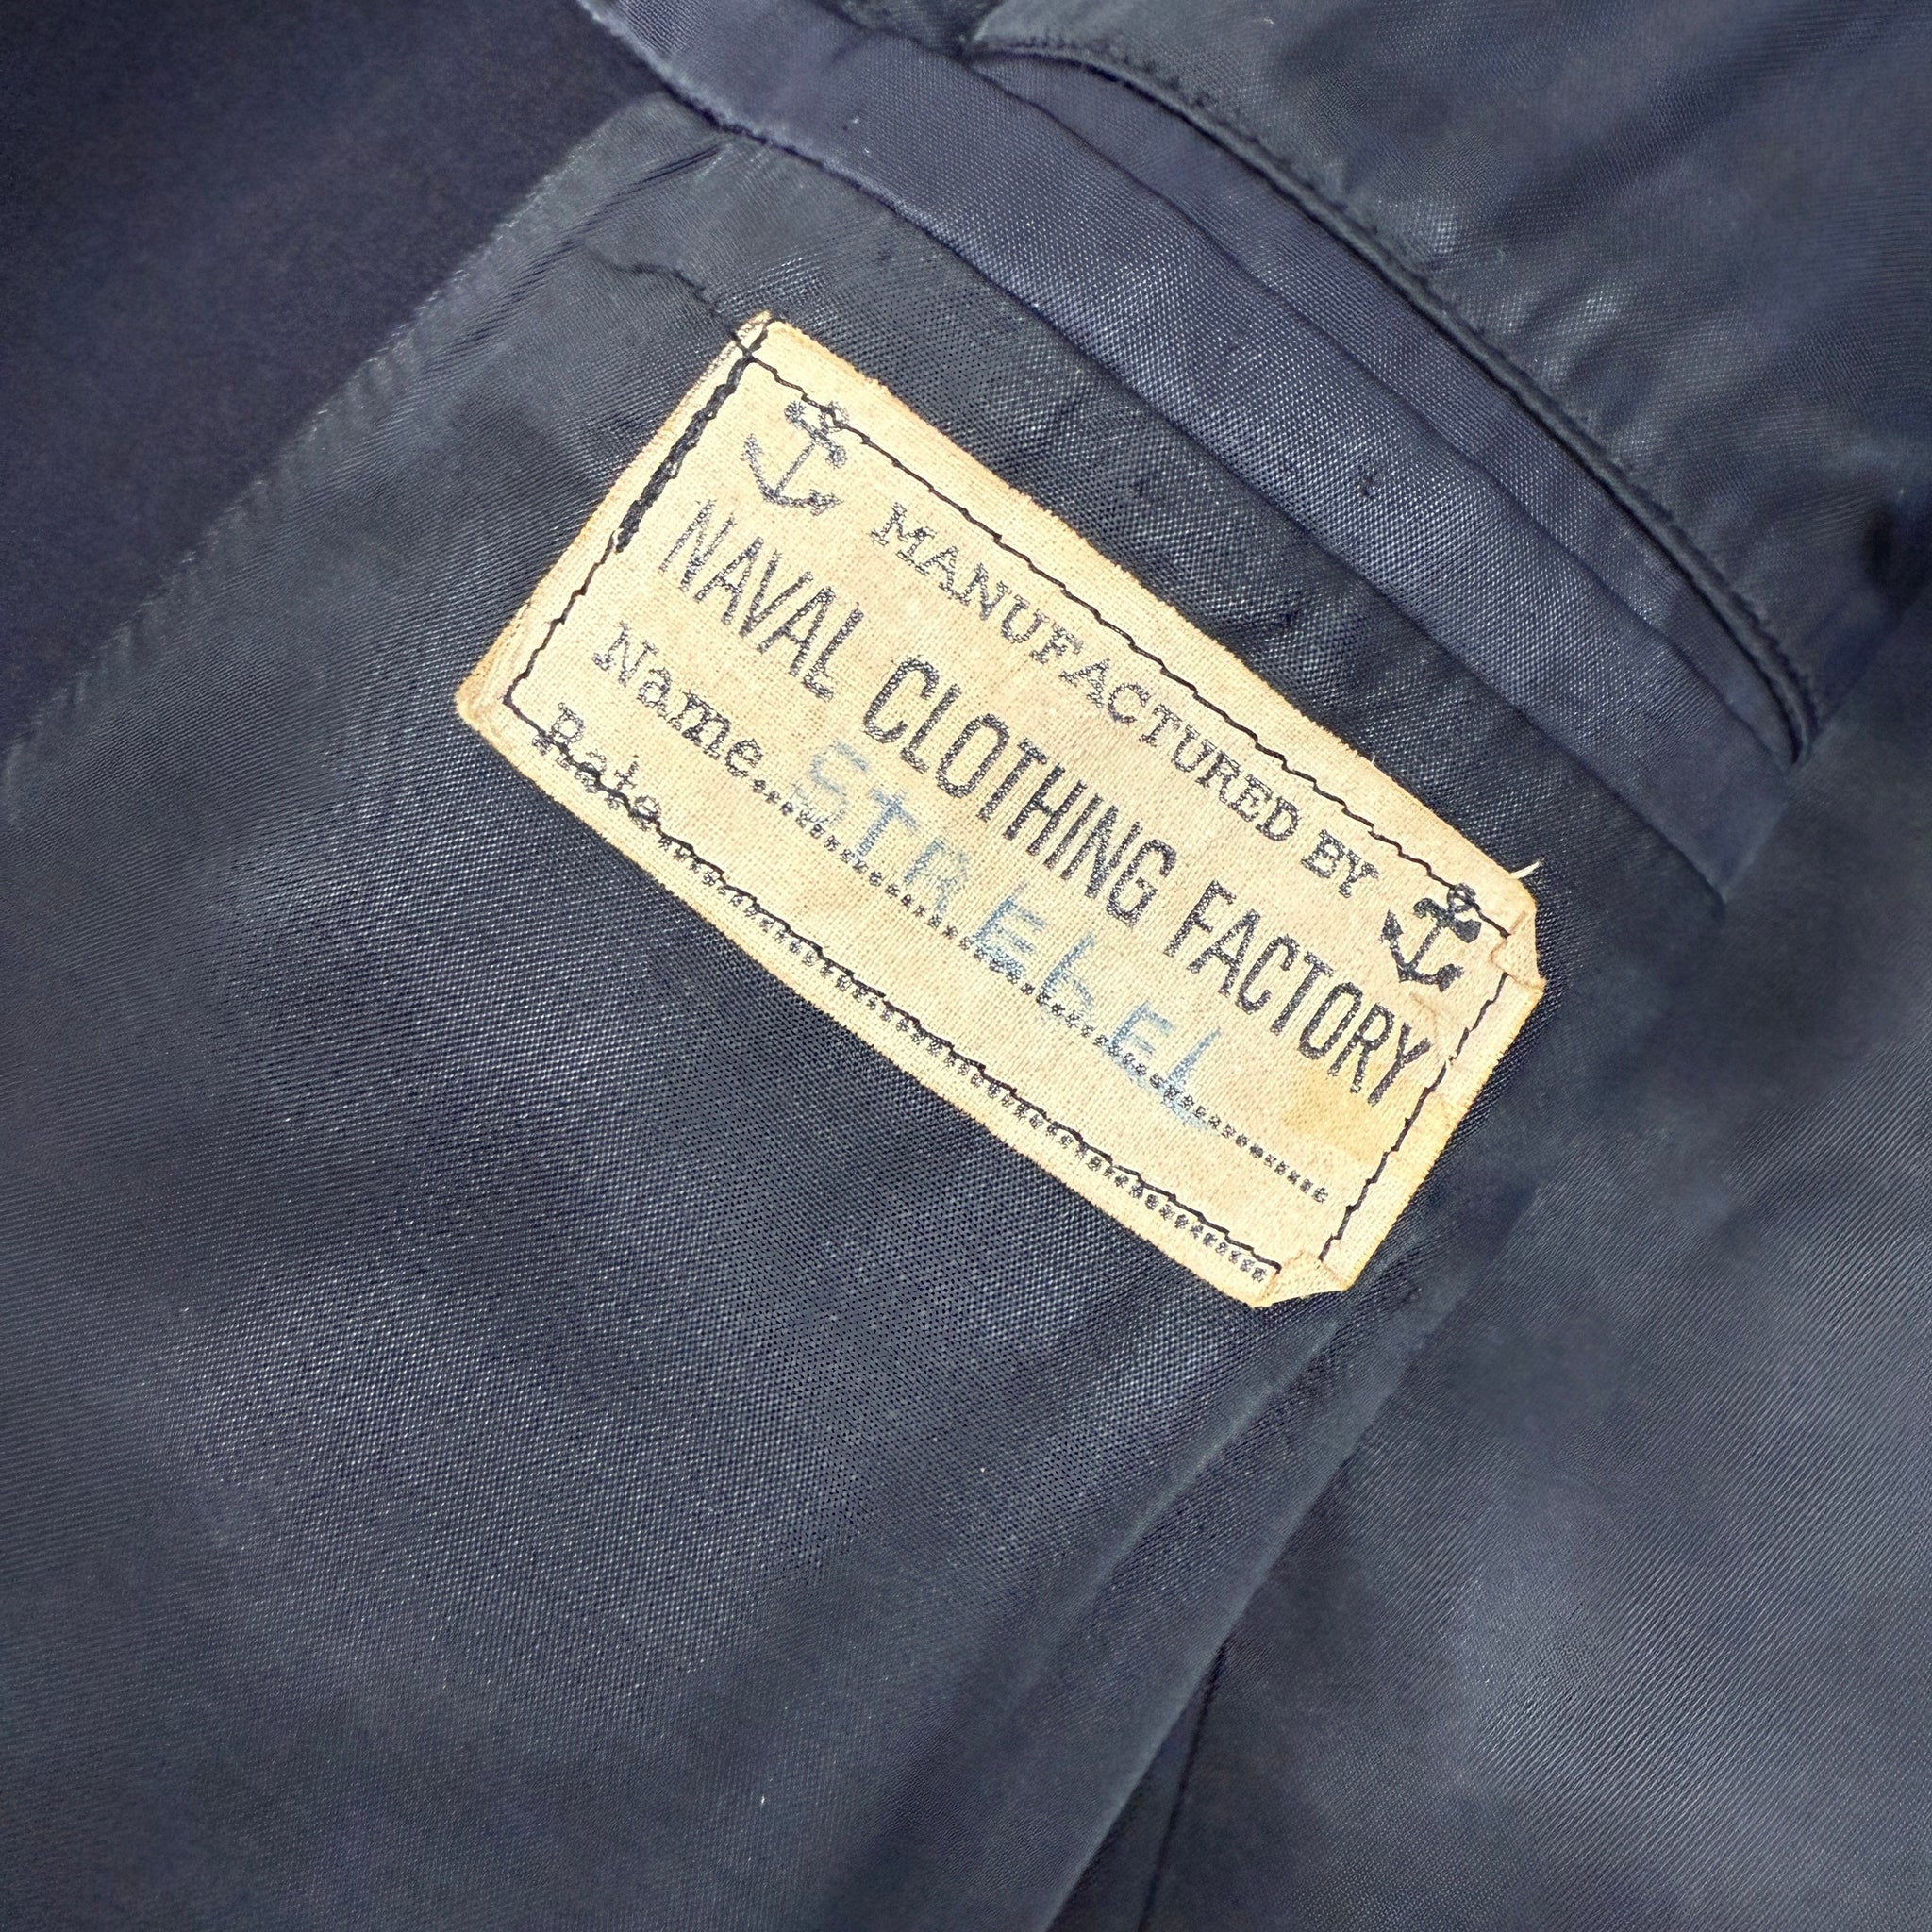 MANUFACTURED BY
NAVAL CLOTHING FACTORY
Name STREbEL
Rate